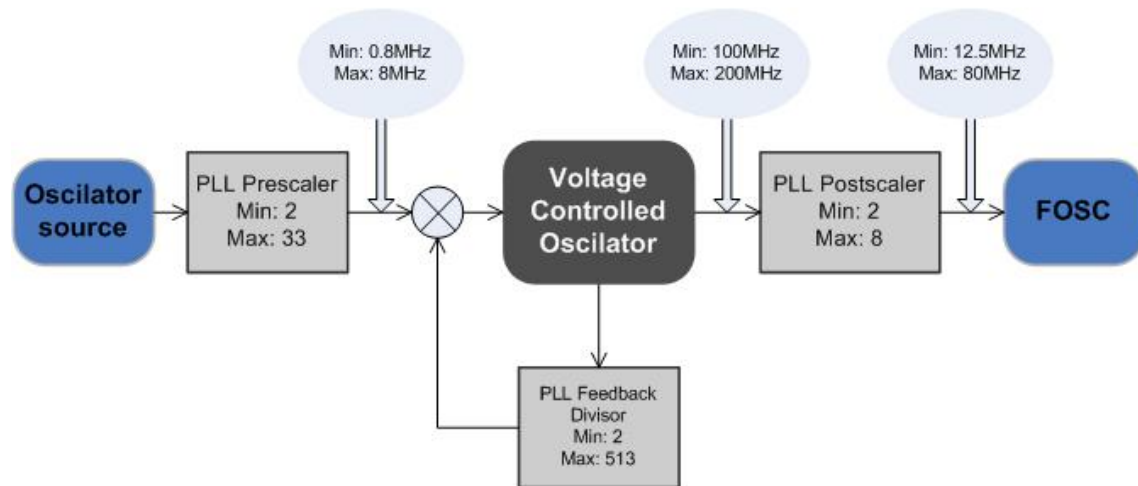 Min: 0.8MHz
Max: 8MHz
Min: 100MHz
Max: 200MHz
Min: 12.5MHz
Max: 80MHz
Oscilator
source
PLL Prescaler
Min: 2
Max: 33
Voltage
Controlled
Oscilator
PLL Postscaler
Min: 2
Max: 8
FOSC
PLL Feedback
Divisor
Min: 2
Max: 513